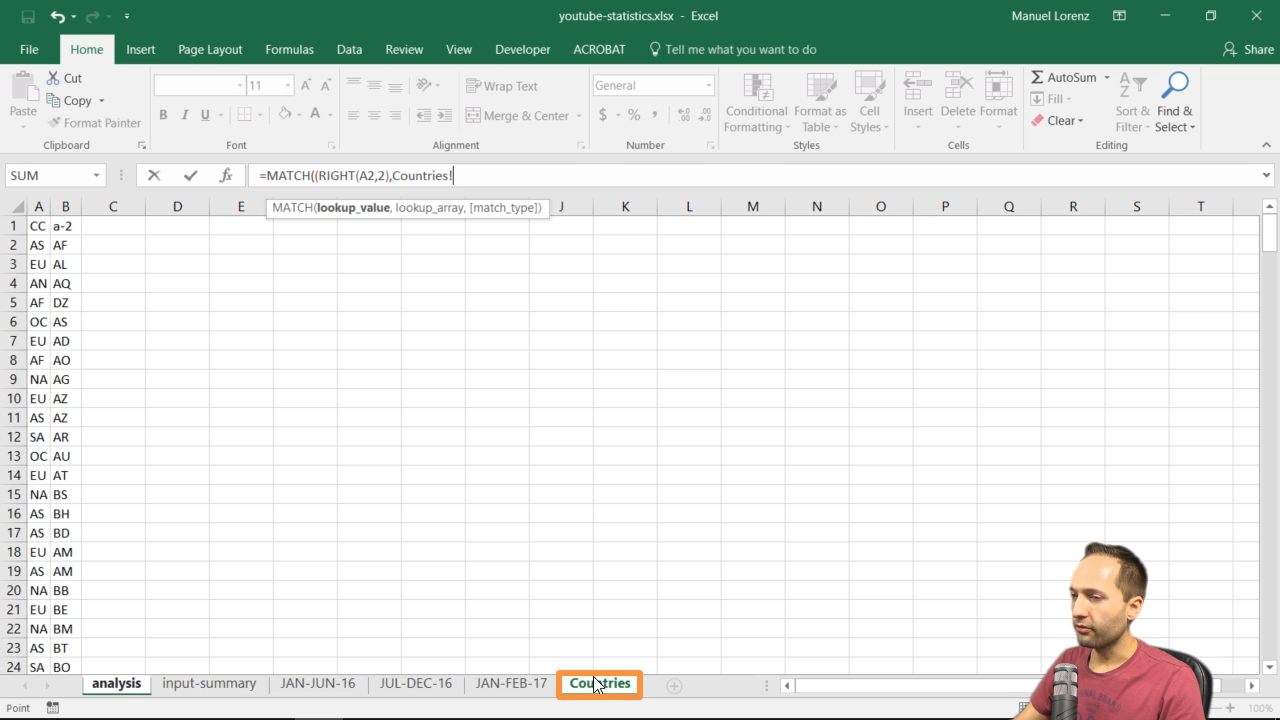 youtube-statistics.xlsx - Excel
Manuel Lorenz
File Home Insert Page Layout Formulas Data Review View Developer ACROBAT Tell me what you want to do Share
Paste Cut Copy Format Painter Clipboard
11 B I U A A A Font
Wrap Text Merge & Center Alignment
General $ % , Number
Conditional Formatting Format as Table Cell Styles Styles
Insert Delete Format Cells
AutoSum Fill Clear Sort & Filter Find & Select Editing
SUM fx =MATCH((RIGHT(A2,2),Countries!
MATCH(lookup_value, lookup_array, [match_type])
A B C D E J K L M N O P Q R S T
1 CC a-2
2 AS AF
3 EU AL
4 AN AQ
5 AF DZ
6 OC AS
7 EU AD
8 AF AO
9 NA AG
10 EU AZ
11 AS AZ
12 SA AR
13 OC AU
14 EU AT
15 NA BS
16 AS BH
17 AS BD
18 EU AM
19 AS AM
20 NA BB
21 EU BE
22 NA BM
23 AS BT
24 SA BO
analysis input-summary JAN-JUN-16 JUL-DEC-16 JAN-FEB-17 Countries
Point 100%